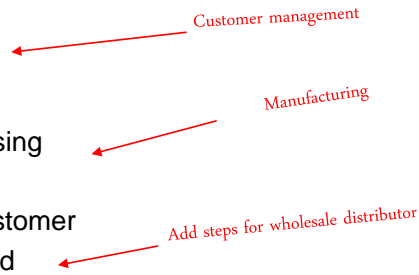 Customer management
Manufacturing
sing
stomer
Add steps for wholesale distributor
d